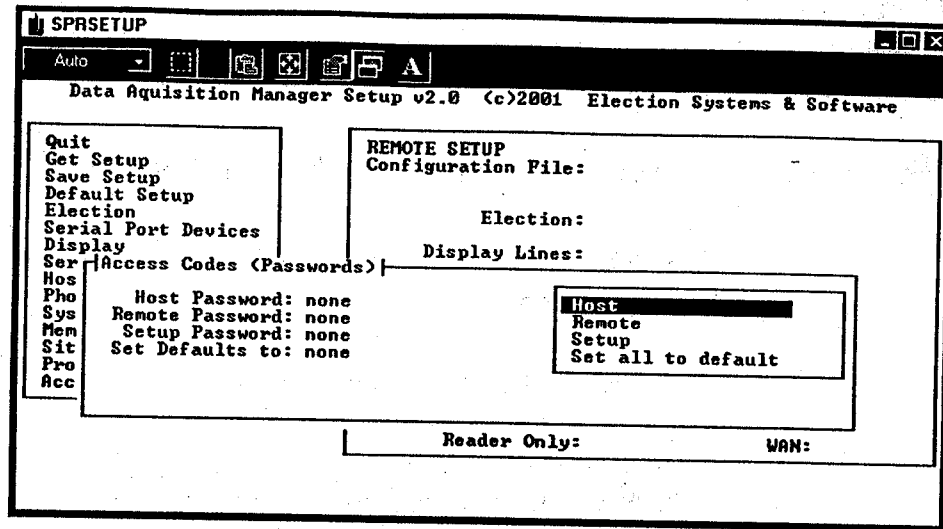 SPRSETUP
Auto
A
Data Aquisition Manager Setup v2.0 (c)2001 Election Systems & Software
Quit
Get Setup
Save Setup
Default Setup
Election
Serial Port Devices
Display
Ser
Hos
Pho
Sys
Mem
Sit
Pro
Acc
REMOTE SETUP
Configuration File:
Election:
Display Lines:
Access Codes (Passwords)
Host Password: none
Remote Password: none
Setup Password: none
Set Defaults to: none
Host
Remote
Setup
Set all to default
Reader Only: WAN: